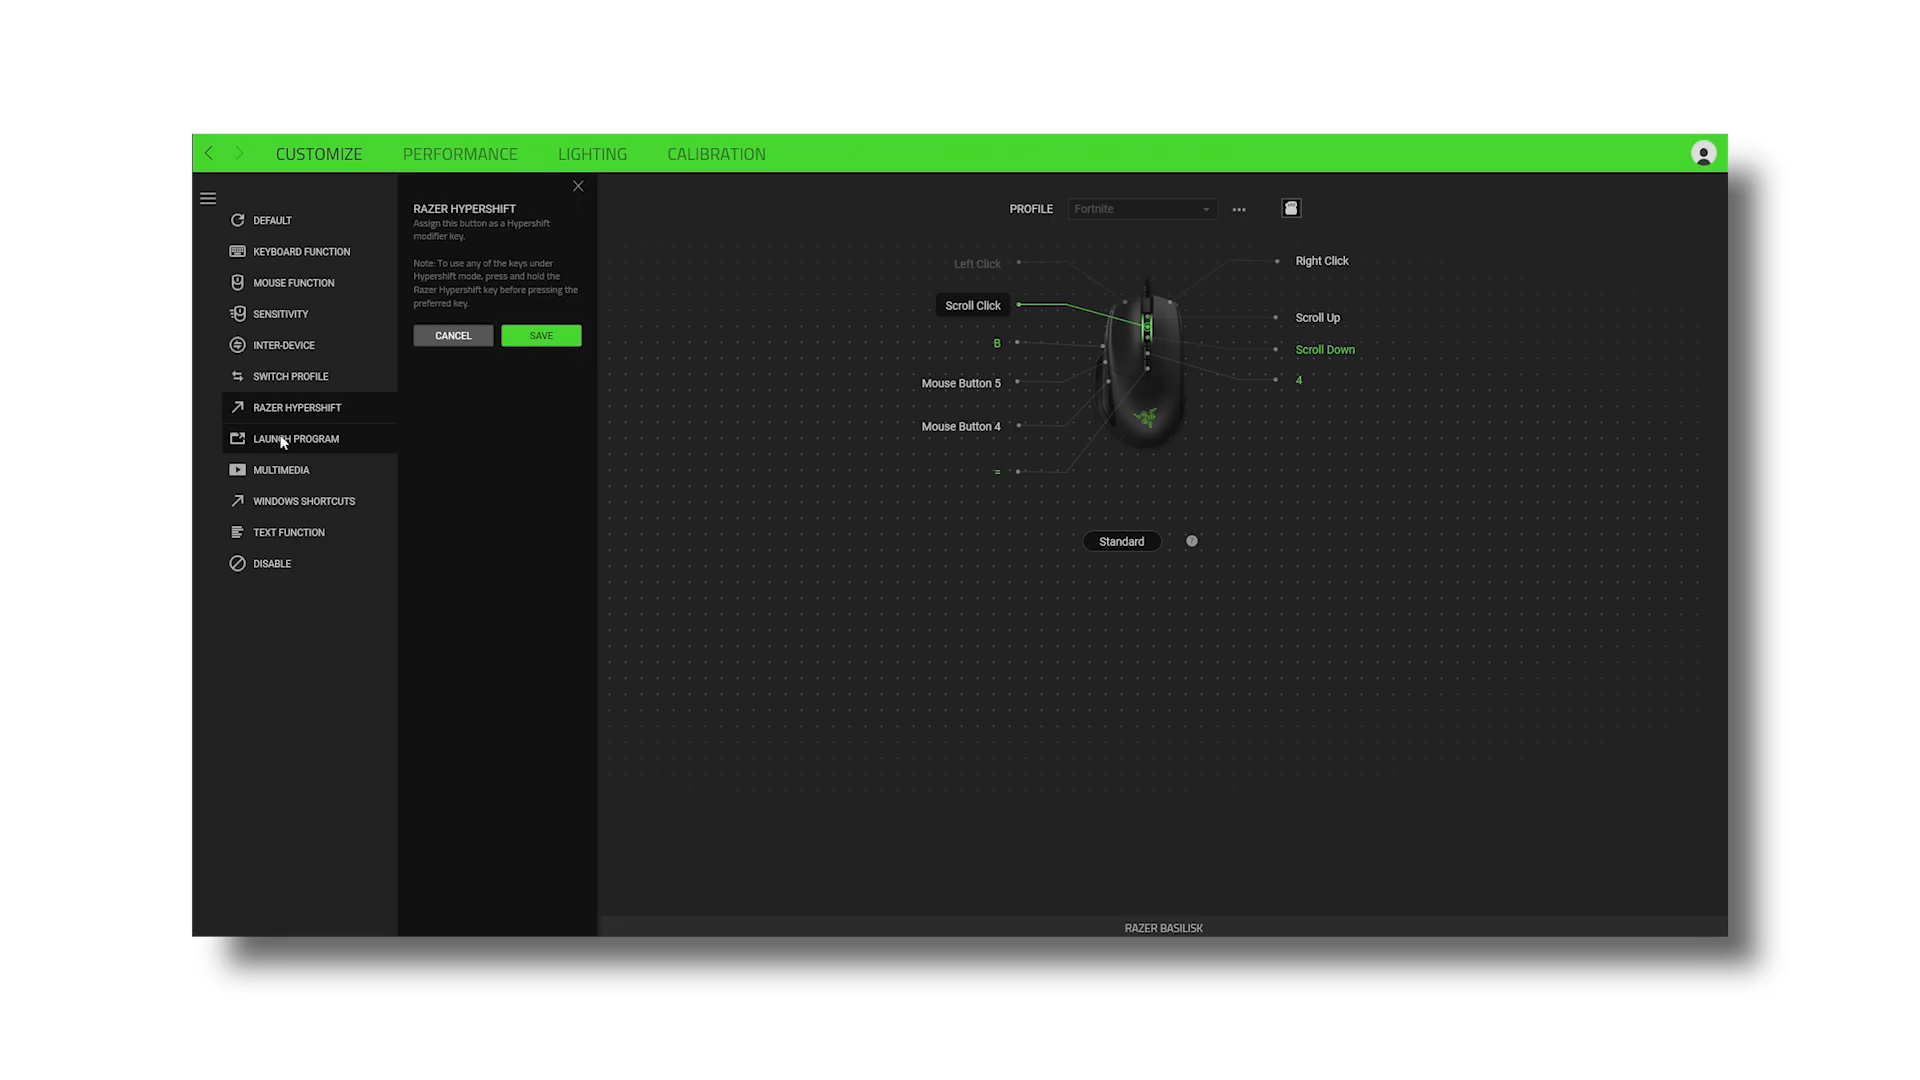 CUSTOMIZE PERFORMANCE LIGHTING CALIBRATION
DEFAULT
KEYBOARD FUNCTION
MOUSE FUNCTION
SENSITIVITY
INTER-DEVICE
SWITCH PROFILE
RAZER HYPERSHIFT
LAUNCH PROGRAM
MULTIMEDIA
WINDOWS SHORTCUTS
TEXT FUNCTION
DISABLE
RAZER HYPERSHIFT
Assign this button as a Hypershift
modifier key.
Note: To use any of the keys under
Hypershift mode, press and hold the
Razer Hypershift key before pressing the
preferred key.
CANCEL SAVE
PROFILE Fortnite
Left Click
Scroll Click
B
Mouse Button 5
Mouse Button 4
=
Right Click
Scroll Up
Scroll Down
4
Standard ?
RAZER BASILISK